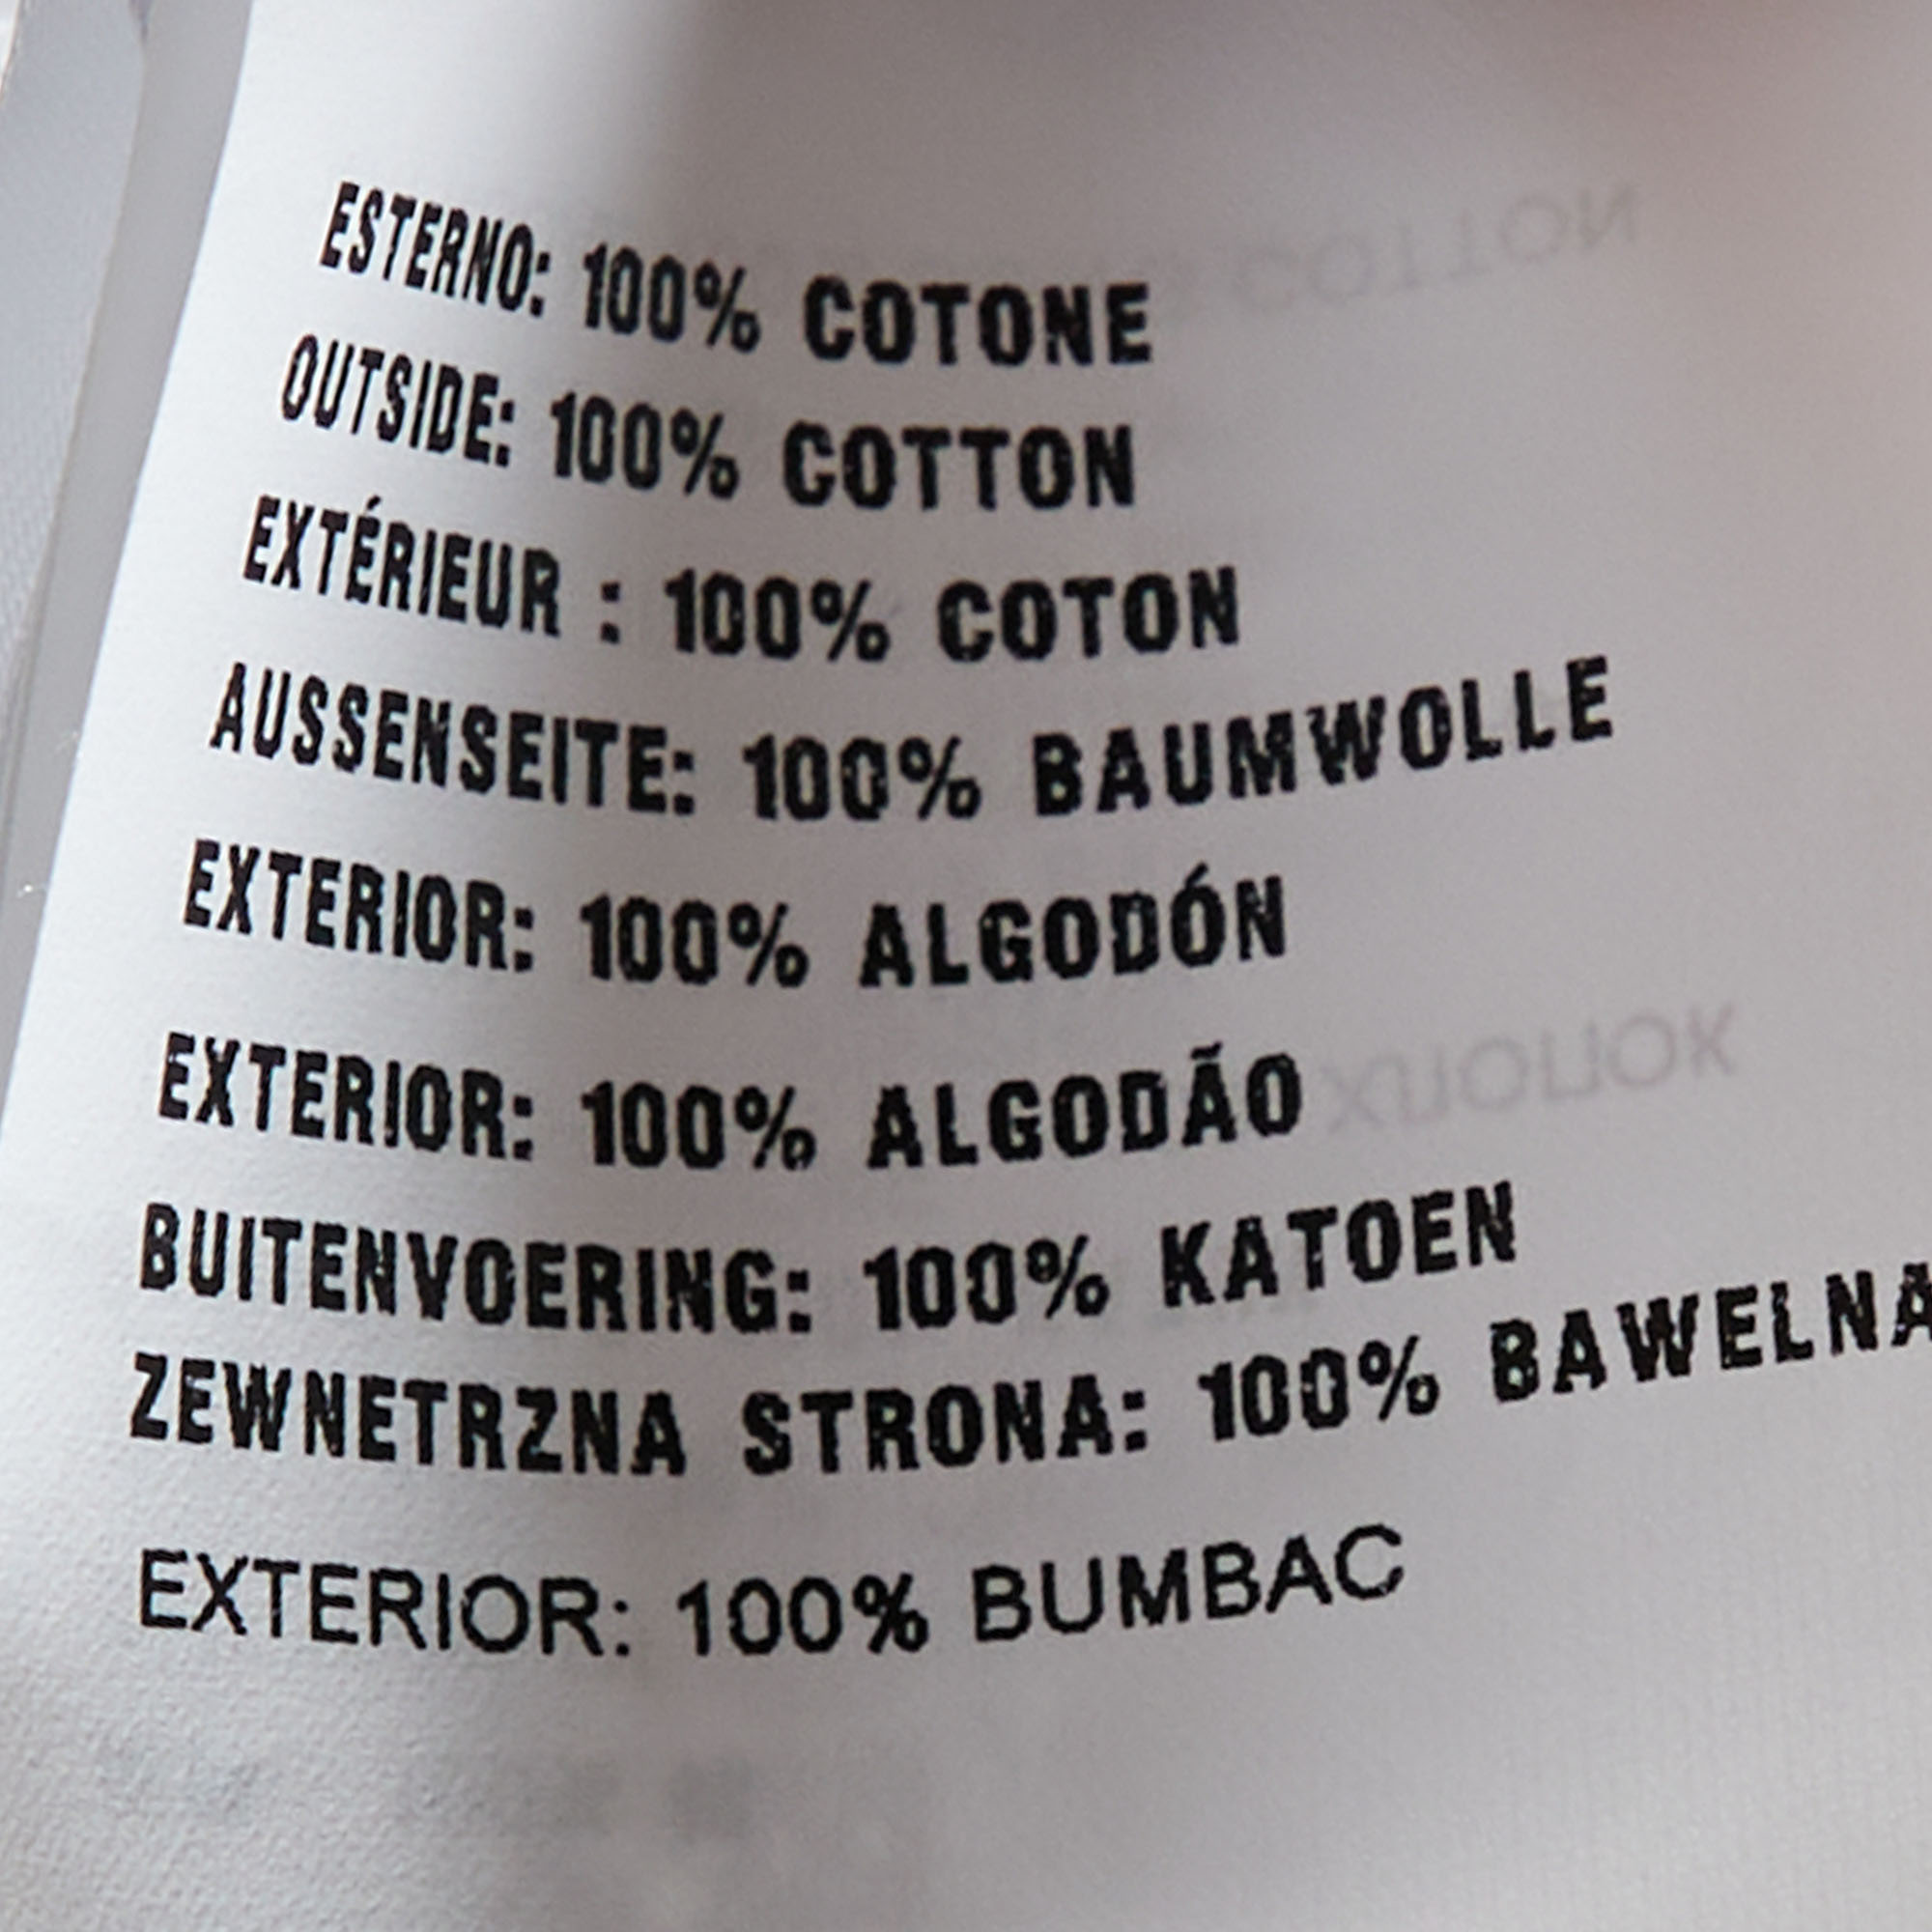 ESTERNO: 100% COTONE
OUTSIDE: 100% COTTON
EXTÉRIEUR : 100% COTON
AUSSENSEITE: 100% BAUMWOLLE
EXTERIOR: 100% ALGODÓN
EXTERIOR: 100% ALGODÃO
BUITENVOERING: 100% KATOEN
ZEWNETRZNA STRONA: 100% BAWELNA
EXTERIOR: 100% BUMBAC